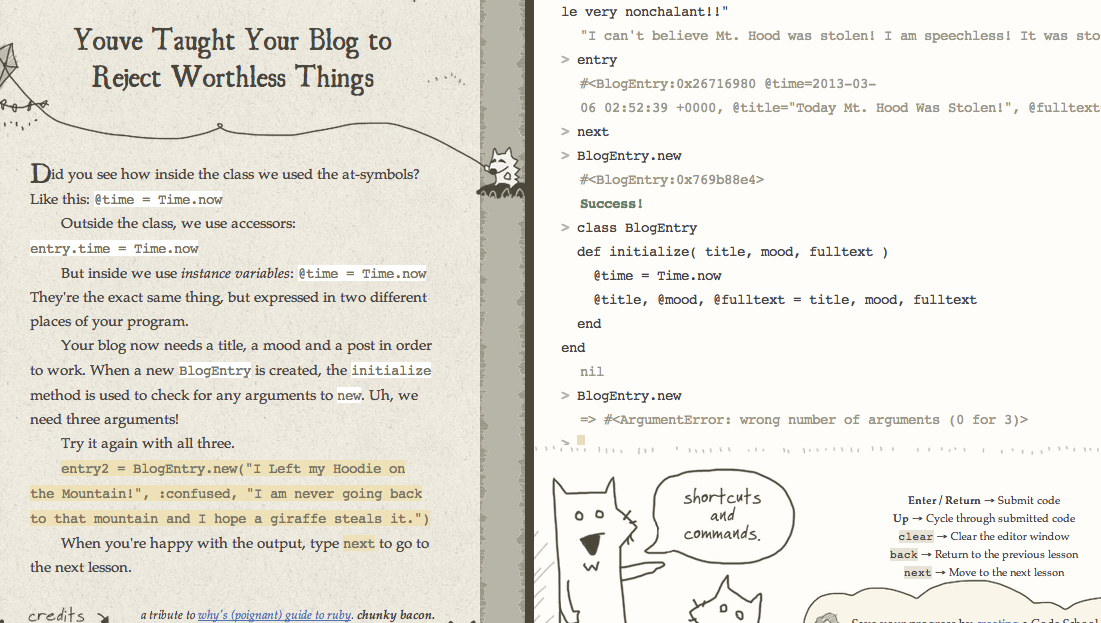 Youve Taught Your Blog to
Reject Worthless Things
Did you see how inside the class we used the at-symbols?
Like this: @time = Time.now
Outside the class, we use accessors:
entry.time = Time.now
But inside we use instance variables: @time = Time.now
They're the exact same thing, but expressed in two different
places of your program.
Your blog now needs a title, a mood and a post in order
to work. When a new BlogEntry is created, the initialize
method is used to check for any arguments to new. Uh, we
need three arguments!
Try it again with all three.
entry2 = BlogEntry.new("I Left my Hoodie on
the Mountain!", :confused, "I am never going back
to that mountain and I hope a giraffe steals it.")
When you're happy with the output, type next to go to
the next lesson.
credits
a tribute to why's (poignant) guide to ruby. chunky bacon.
le very nonchalant!!"
"I can't believe Mt. Hood was stolen! I am speechless! It was sto
> entry
#<BlogEntry:0x26716980 @time=2013-03-
06 02:52:39 +0000, @title="Today Mt. Hood Was Stolen!", @fulltext
> next
> BlogEntry.new
#<BlogEntry:0x769b88e4>
Success!
> class BlogEntry
def initialize( title, mood, fulltext )
@time = Time.now
@title, @mood, @fulltext = title, mood, fulltext
end
end
nil
> BlogEntry.new
=> #<ArgumentError: wrong number of arguments (0 for 3)>
>
shortcuts
and
commands.
Enter / Return → Submit code
Up → Cycle through submitted code
clear → Clear the editor window
back → Return to the previous lesson
next → Move to the next lesson
Save your progress by creating a Code School